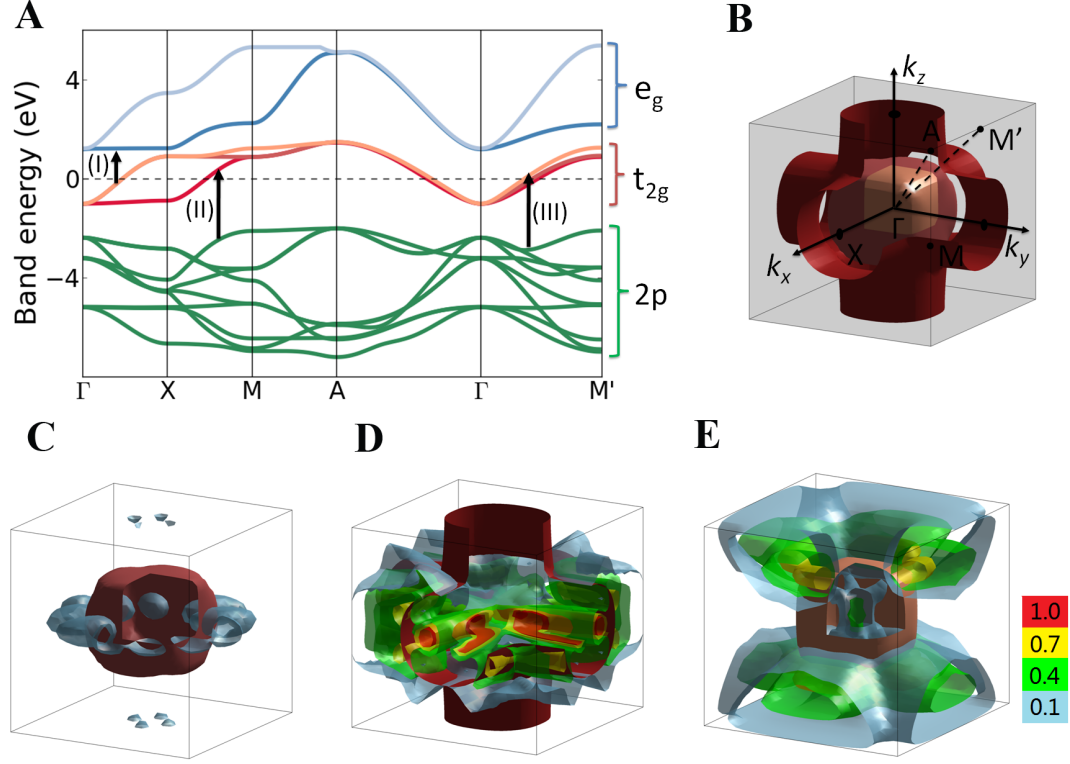 A
B
Band energy (eV)
4
0
−4
(I)
(II)
(III)
e_g
t_2g
2p
Γ
X
M
A
Γ
M'
k_z
A
M'
Γ
X
M
k_x
k_y
C
D
E
1.0
0.7
0.4
0.1